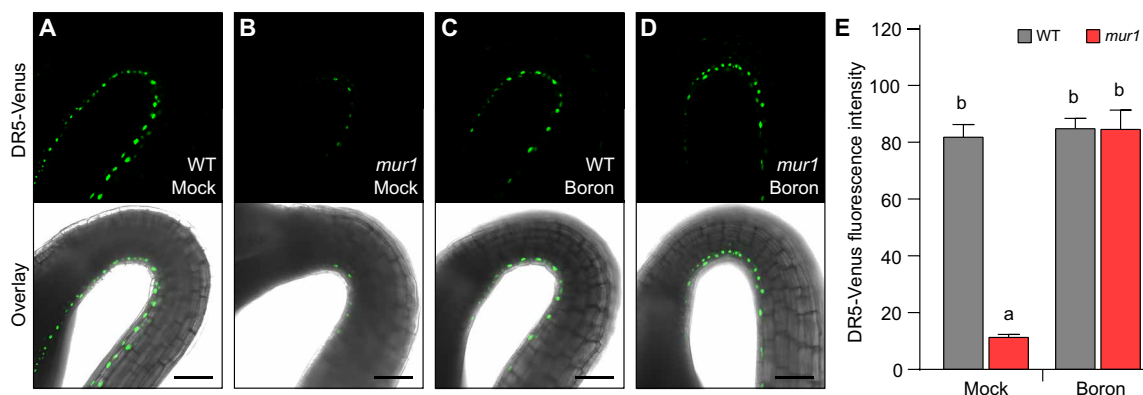 A
B
C
D
E
DR5-Venus
WT
Mock
mur1
Mock
WT
Boron
mur1
Boron
Overlay
DR5-Venus fluorescence intensity
120
100
80
60
40
20
0
WT
mur1
b
a
b
b
Mock
Boron